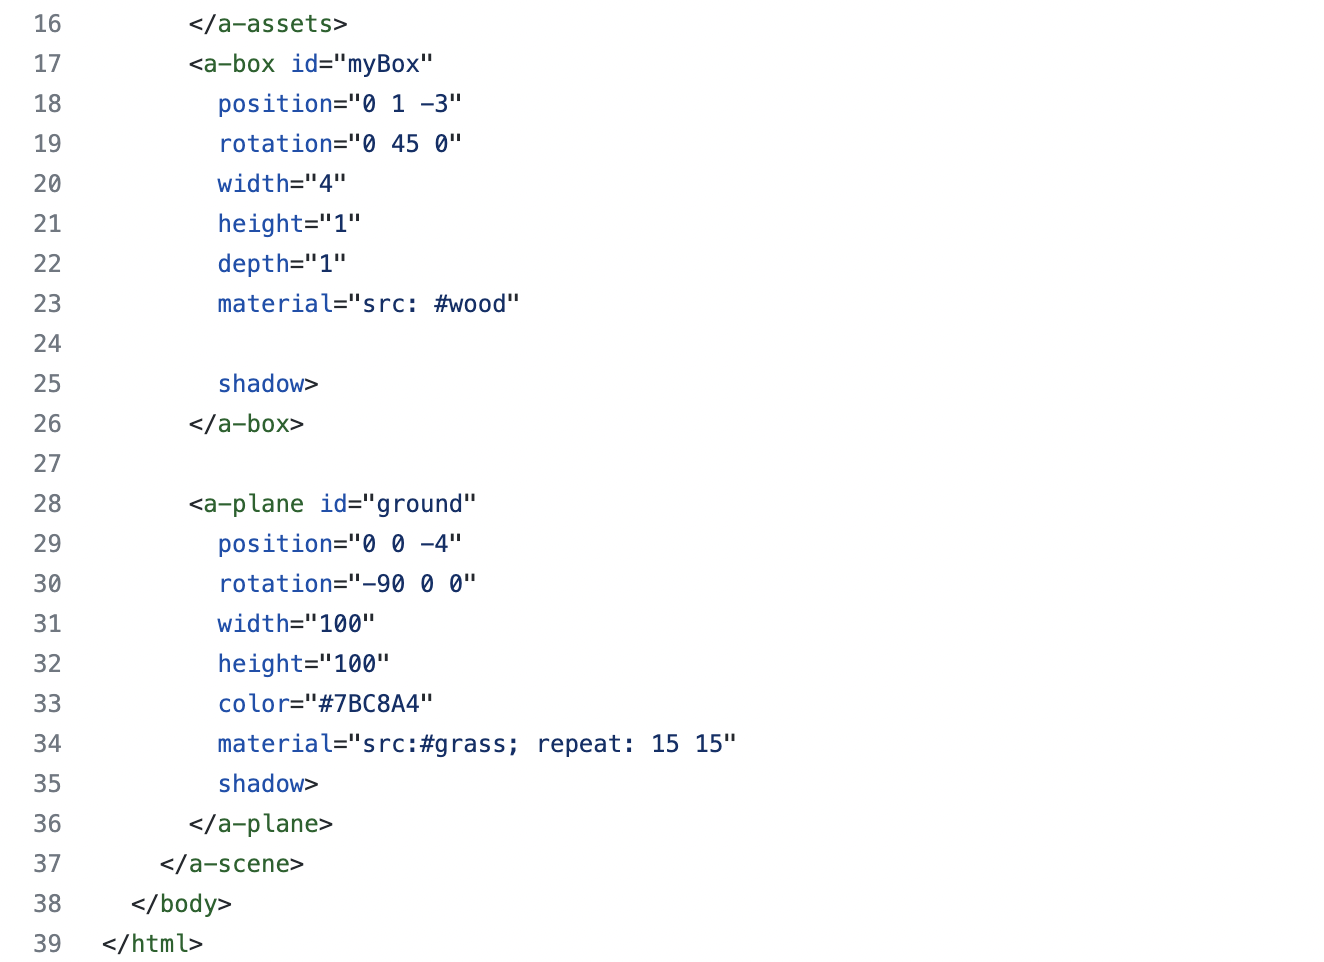 16 </a-assets>
17 <a-box id="myBox"
18 position="0 1 -3"
19 rotation="0 45 0"
20 width="4"
21 height="1"
22 depth="1"
23 material="src: #wood"
24
25 shadow>
26 </a-box>
27
28 <a-plane id="ground"
29 position="0 0 -4"
30 rotation="-90 0 0"
31 width="100"
32 height="100"
33 color="#7BC8A4"
34 material="src:#grass; repeat: 15 15"
35 shadow>
36 </a-plane>
37 </a-scene>
38 </body>
39 </html>